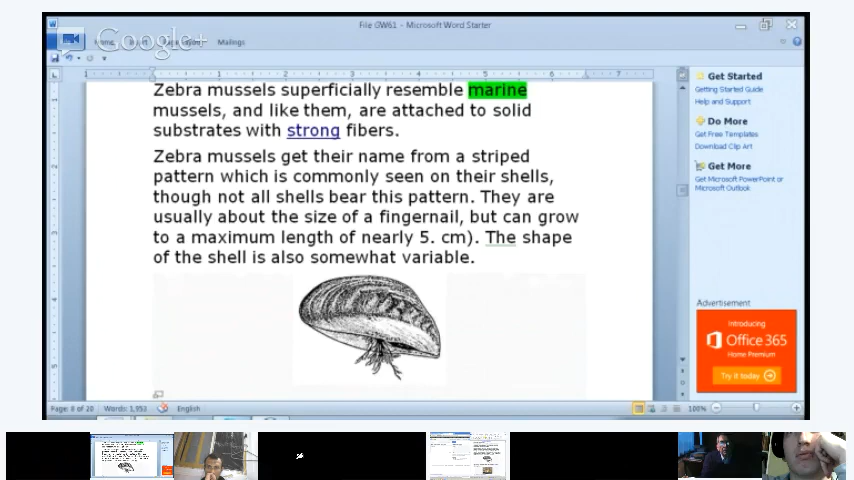 File GW61 - Microsoft Word Starter
Google+
Mailings
Zebra mussels superficially resemble marine
mussels, and like them, are attached to solid
substrates with strong fibers.
Zebra mussels get their name from a striped
pattern which is commonly seen on their shells,
though not all shells bear this pattern. They are
usually about the size of a fingernail, but can grow
to a maximum length of nearly 5. cm). The shape
of the shell is also somewhat variable.
Get Started
Getting Started Guide
Help and Support
Do More
Get Free Templates
Download Clip Art
Get More
Get Microsoft PowerPoint or
Microsoft Outlook
Advertisement
Introducing
Office 365
Home Premium
Try it today
Page: 8 of 20 Words: 1,953 English 100%